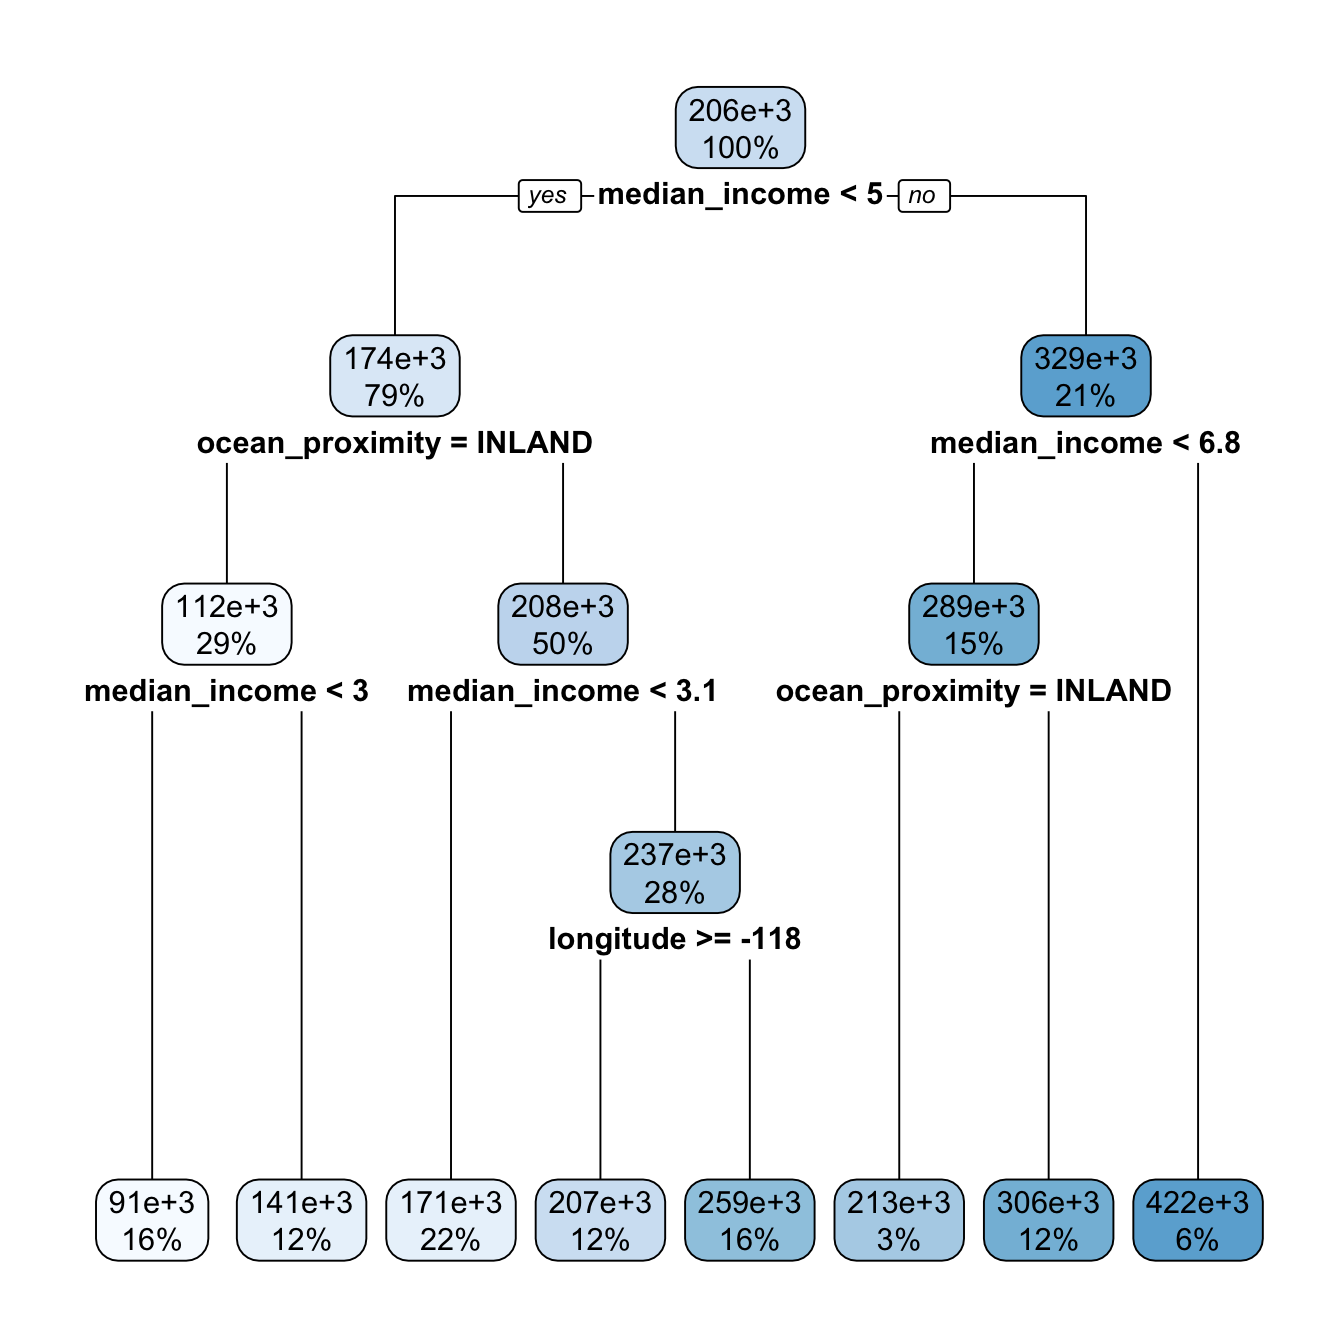 206e+3
100%
yes median_income < 5 no
174e+3
79%
329e+3
21%
ocean_proximity = INLAND
median_income < 6.8
112e+3
29%
208e+3
50%
289e+3
15%
median_income < 3
median_income < 3.1
ocean_proximity = INLAND
237e+3
28%
longitude >= -118
91e+3
16%
141e+3
12%
171e+3
22%
207e+3
12%
259e+3
16%
213e+3
3%
306e+3
12%
422e+3
6%